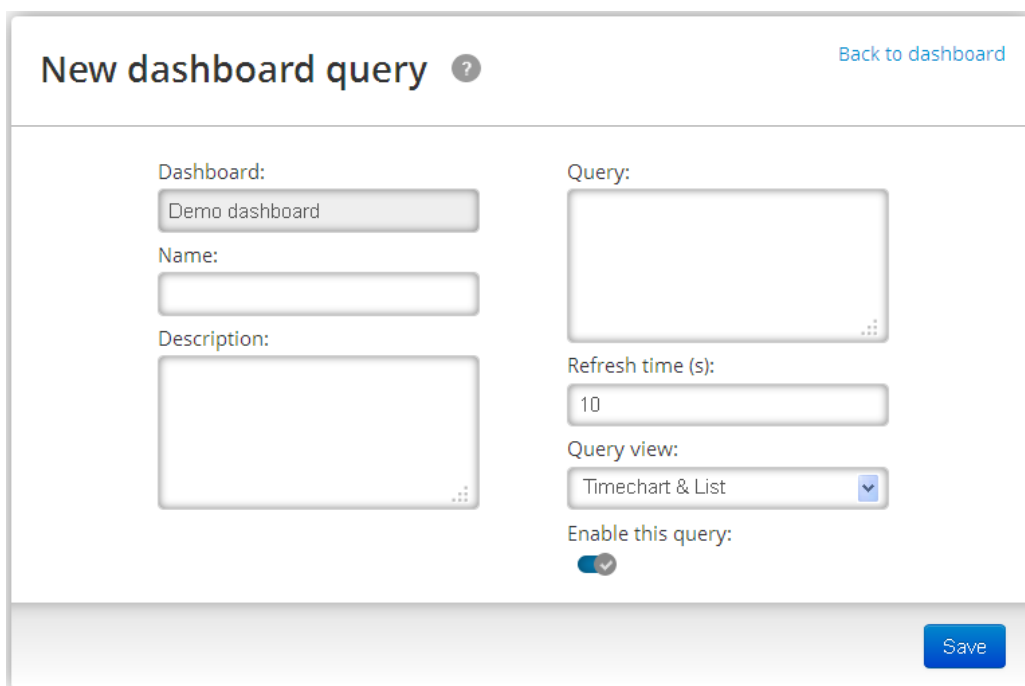 New dashboard query ?
Back to dashboard
Dashboard:
Demo dashboard
Name:
Description:
Query:
Refresh time (s):
10
Query view:
Timechart & List
Enable this query:
Save